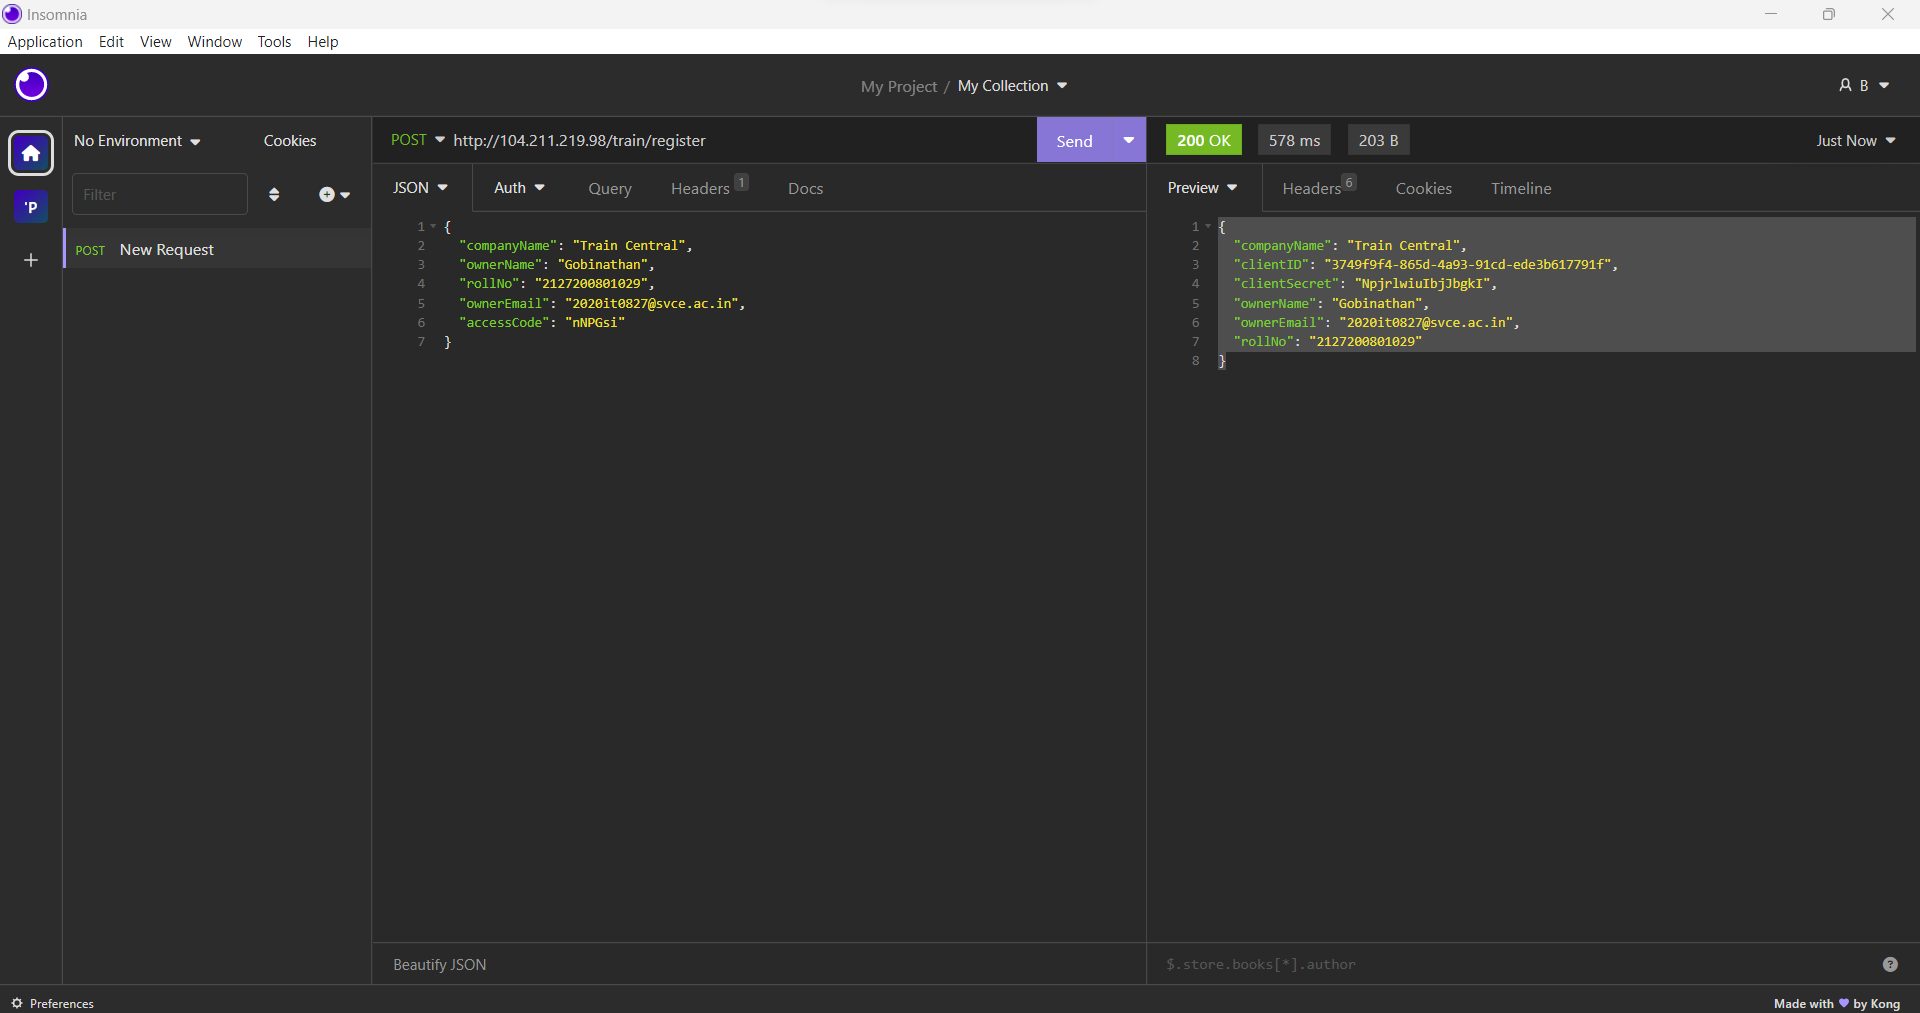 Insomnia
Application Edit View Window Tools Help
My Project / My Collection
B
No Environment Cookies
POST http://104.211.219.98/train/register Send
200 OK 578 ms 203 B Just Now
Filter
JSON Auth Query Headers 1 Docs
Preview Headers 6 Cookies Timeline
'P
POST New Request
1 {
2 "companyName": "Train Central",
3 "ownerName": "Gobinathan",
4 "rollNo": "2127200801029",
5 "ownerEmail": "2020it0827@svce.ac.in",
6 "accessCode": "nNPGsi"
7 }
1 {
2 "companyName": "Train Central",
3 "clientID": "3749f9f4-865d-4a93-91cd-ede3b617791f",
4 "clientSecret": "NpjrlwiuIbjJbgkI",
5 "ownerName": "Gobinathan",
6 "ownerEmail": "2020it0827@svce.ac.in",
7 "rollNo": "2127200801029"
8 }
Beautify JSON
$.store.books[*].author
?
Preferences
Made with by Kong